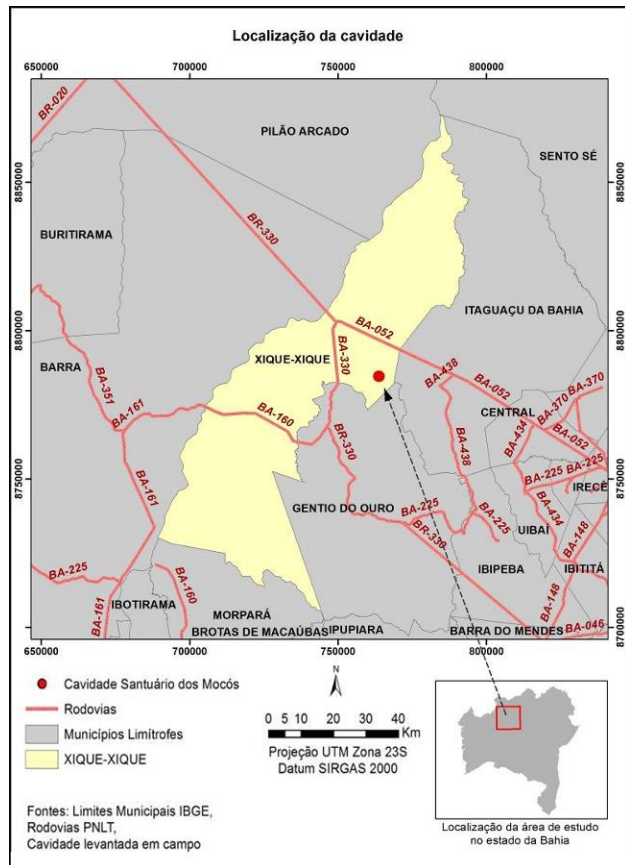 Localização da cavidade
650000 700000 750000 800000
BR-020
PILÃO ARCADO
SENTO SÉ
8850000
8850000
BURITIRAMA
BR-330
ITAGUAÇU DA BAHIA
8800000
8800000
BA-052
XIQUE-XIQUE
BA-330
BARRA
BA-351
BA-438
BA-052
BA-370
BA-370
CENTRAL
BA-161
BA-160
BA-434
BA-052
BR-330
BA-438
8750000
8750000
BA-225
BA-225
IRECÊ
GENTIO DO OURO
BA-225
BA-434
BA-161
BR-330
BA-225
UIBAÍ
BA-148
BA-225
IBIPEBA
IBITITÁ
IBOTIRAMA
BA-160
BA-148
BA-161
MORPARÁ
BROTAS DE MACAÚBAS
IPUPIARA
BARRA DO MENDES
BA-046
8700000
8700000
650000 700000 750000 800000
N
Cavidade Santuário dos Mocós
Rodovias
Municípios Limítrofes
XIQUE-XIQUE
0 5 10 20 30 40
Km
Projeção UTM Zona 23S
Datum SIRGAS 2000
Fontes: Limites Municipais IBGE,
Rodovias PNLT,
Cavidade levantada em campo
Localização da área de estudo
no estado da Bahia